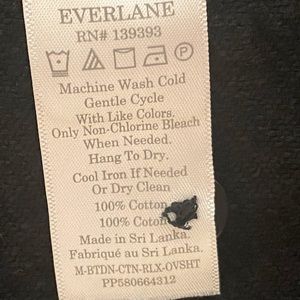 EVERLANE
RN# 139393
Machine Wash Cold
Gentle Cycle
With Like Colors.
Only Non-Chlorine Bleach
When Needed.
Hang To Dry.
Cool Iron If Needed
Or Dry Clean
100% Cotton
100% Coton
Made in Sri Lanka.
Fabriqué au Sri Lanka.
M-BTDN-CTN-RLX-OVSHT
PP580664312